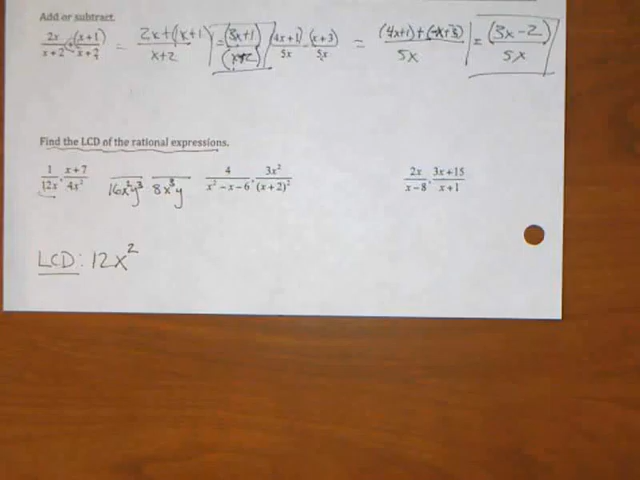 Add or subtract.
2x/(x+2) + (x+1)/(x+2) = (2x+(x+1))/(x+2) = (3x+1)/(x+2)
(4x+1)/5x − (x+3)/5x = ((4x+1)+(-x+3))/5x = (3x-2)/5x
Find the LCD of the rational expressions.
1/12x, (x+7)/4x²
16x²y³ 8x³y
4/(x²−x−6), 3x²/(x+2)²
2x/(x−8), (3x+15)/(x+1)
LCD: 12x²